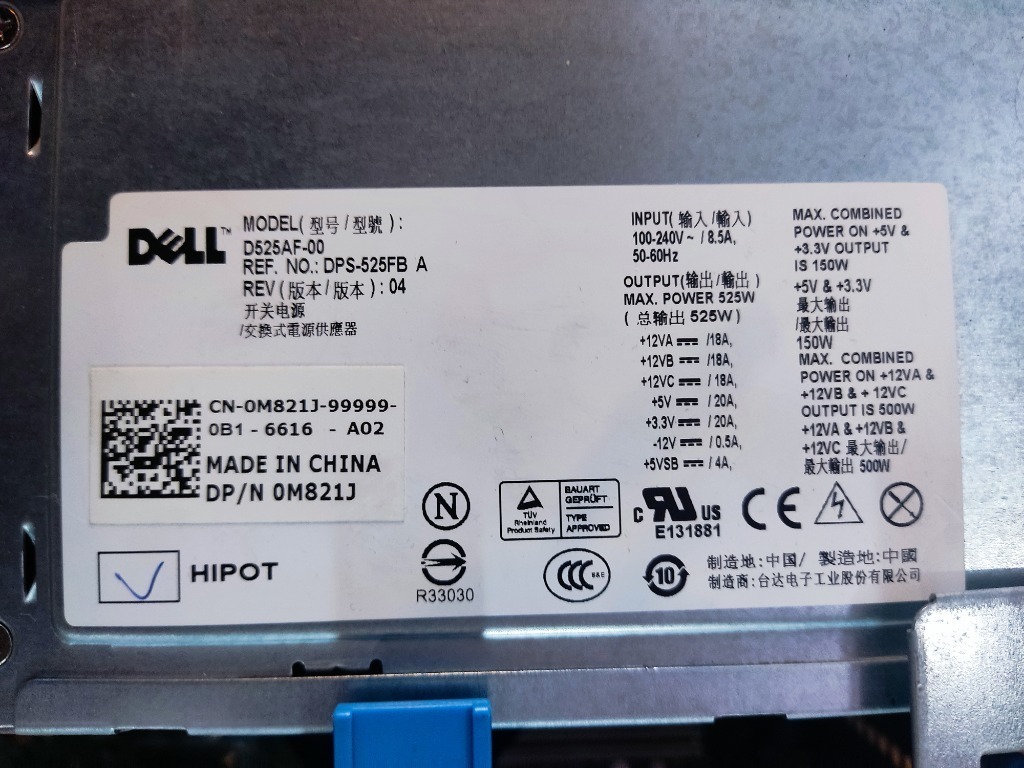 DELL™
MODEL(型号/型號):
D525AF-00
REF. NO.: DPS-525FB A
REV(版本/版本): 04
开关电源
/交換式電源供應器
CN-0M821J-99999-
0B1 - 6616 - A02
MADE IN CHINA
DP/N 0M821J
HIPOT
N
R33030
INPUT(输入/輸入)
100-240V~ / 8.5A,
50-60Hz
OUTPUT(输出/輸出)
MAX. POWER 525W
(总输出 525W)
+12VA ⎓ /18A,
+12VB ⎓ /18A,
+12VC ⎓ / 18A,
+5V ⎓ / 20A,
+3.3V ⎓ / 20A,
-12V ⎓ / 0.5A,
+5VSB ⎓ / 4A,
MAX. COMBINED
POWER ON +5V &
+3.3V OUTPUT
IS 150W
+5V & +3.3V
最大输出
/最大輸出
150W
MAX. COMBINED
POWER ON +12VA &
+12VB & + 12VC
OUTPUT IS 500W
+12VA & +12VB &
+12VC 最大输出/
最大輸出 500W
TÜV
Rheinland
Product Safety
BAUART
GEPRÜFT
TYPE
APPROVED
c RU US
E131881
CE
CCC S&E
10
制造地:中国/ 製造地:中國
制造商:台达电子工业股份有限公司